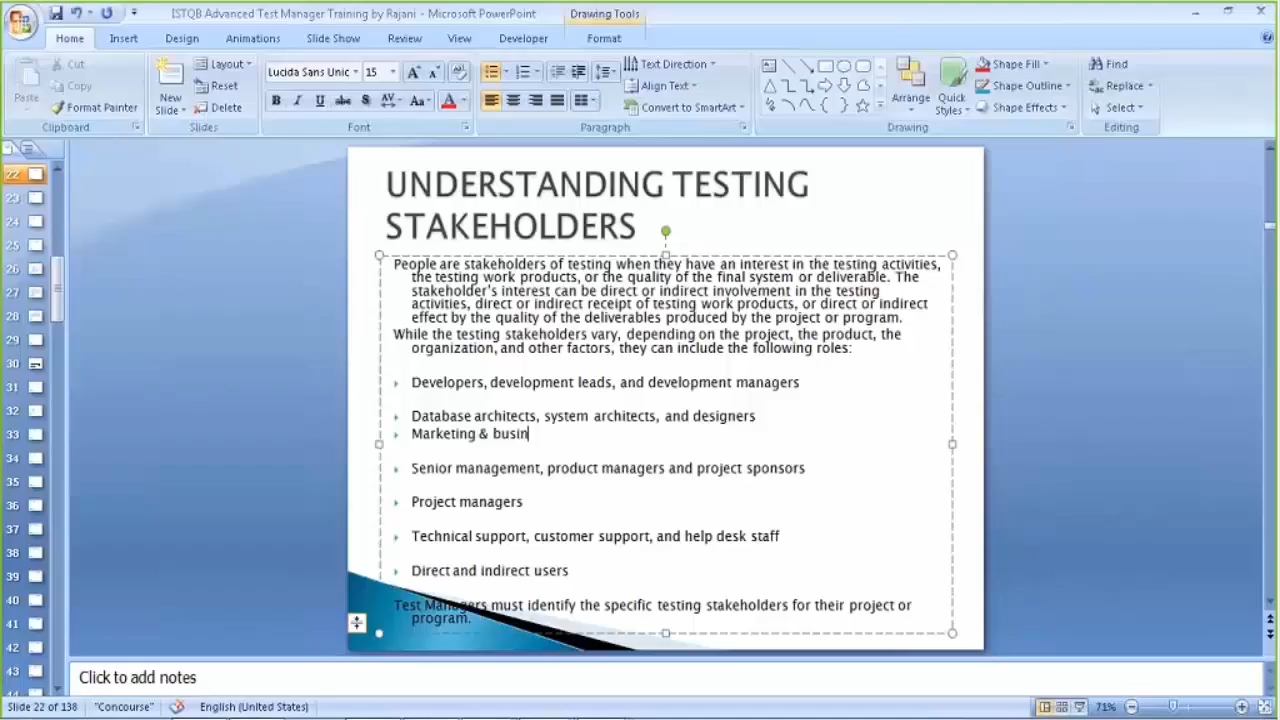 ISTQB Advanced Test Manager Training by Rajani - Microsoft PowerPoint
Drawing Tools
Home Insert Design Animations Slide Show Review View Developer Format
Cut
Copy
Format Painter
Paste
Clipboard
New Slide
Layout
Reset
Delete
Slides
Lucida Sans Unic 15
B I U abc S AV Aa A
Font
Text Direction
Align Text
Convert to SmartArt
Paragraph
Arrange
Quick Styles
Shape Fill
Shape Outline
Shape Effects
Drawing
Find
Replace
Select
Editing
22
23
24
25
26
27
28
29
30
31
32
33
34
35
36
37
38
39
40
41
42
43
44
UNDERSTANDING TESTING
STAKEHOLDERS
People are stakeholders of testing when they have an interest in the testing activities,
the testing work products, or the quality of the final system or deliverable. The
stakeholder's interest can be direct or indirect involvement in the testing
activities, direct or indirect receipt of testing work products, or direct or indirect
effect by the quality of the deliverables produced by the project or program.
While the testing stakeholders vary, depending on the project, the product, the
organization, and other factors, they can include the following roles:
Developers, development leads, and development managers
Database architects, system architects, and designers
Marketing & busin
Senior management, product managers and project sponsors
Project managers
Technical support, customer support, and help desk staff
Direct and indirect users
Test Managers must identify the specific testing stakeholders for their project or
program.
Click to add notes
Slide 22 of 138 "Concourse" English (United States) 71%